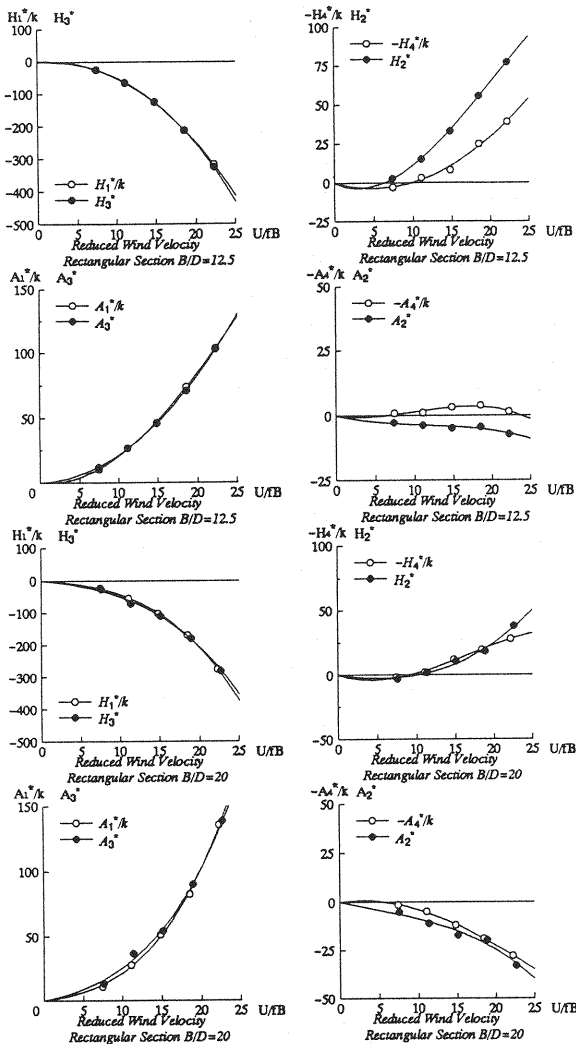 H₁*/k H₃*
100
0
-100
-200
-300
-400
-500
H₁*/k
H₃*
0 5 10 15 20 25 U/fB
Reduced Wind Velocity
Rectangular Section B/D=12.5
-H₄*/k H₂*
100
75
50
25
0
-25
-H₄*/k
H₂*
0 5 10 15 20 25 U/fB
Reduced Wind Velocity
Rectangular Section B/D=12.5
A₁*/k A₃*
150
100
50
A₁*/k
A₃*
0 5 10 15 20 25 U/fB
Reduced Wind Velocity
Rectangular Section B/D=12.5
-A₄*/k A₂*
50
25
0
-25
-A₄*/k
A₂*
0 5 10 15 20 25 U/fB
Reduced Wind Velocity
Rectangular Section B/D=12.5
H₁*/k H₃*
100
0
-100
-200
-300
-400
-500
H₁*/k
H₃*
0 5 10 15 20 25 U/fB
Reduced Wind Velocity
Rectangular Section B/D=20
-H₄*/k H₂*
100
50
0
-50
-H₄*/k
H₂*
0 5 10 15 20 25 U/fB
Reduced Wind Velocity
Rectangular Section B/D=20
A₁*/k A₃*
150
100
50
A₁*/k
A₃*
0 5 10 15 20 25 U/fB
Reduced Wind Velocity
Rectangular Section B/D=20
-A₄*/k A₂*
50
25
0
-25
-50
-A₄*/k
A₂*
0 5 10 15 20 25 U/fB
Reduced Wind Velocity
Rectangular Section B/D=20